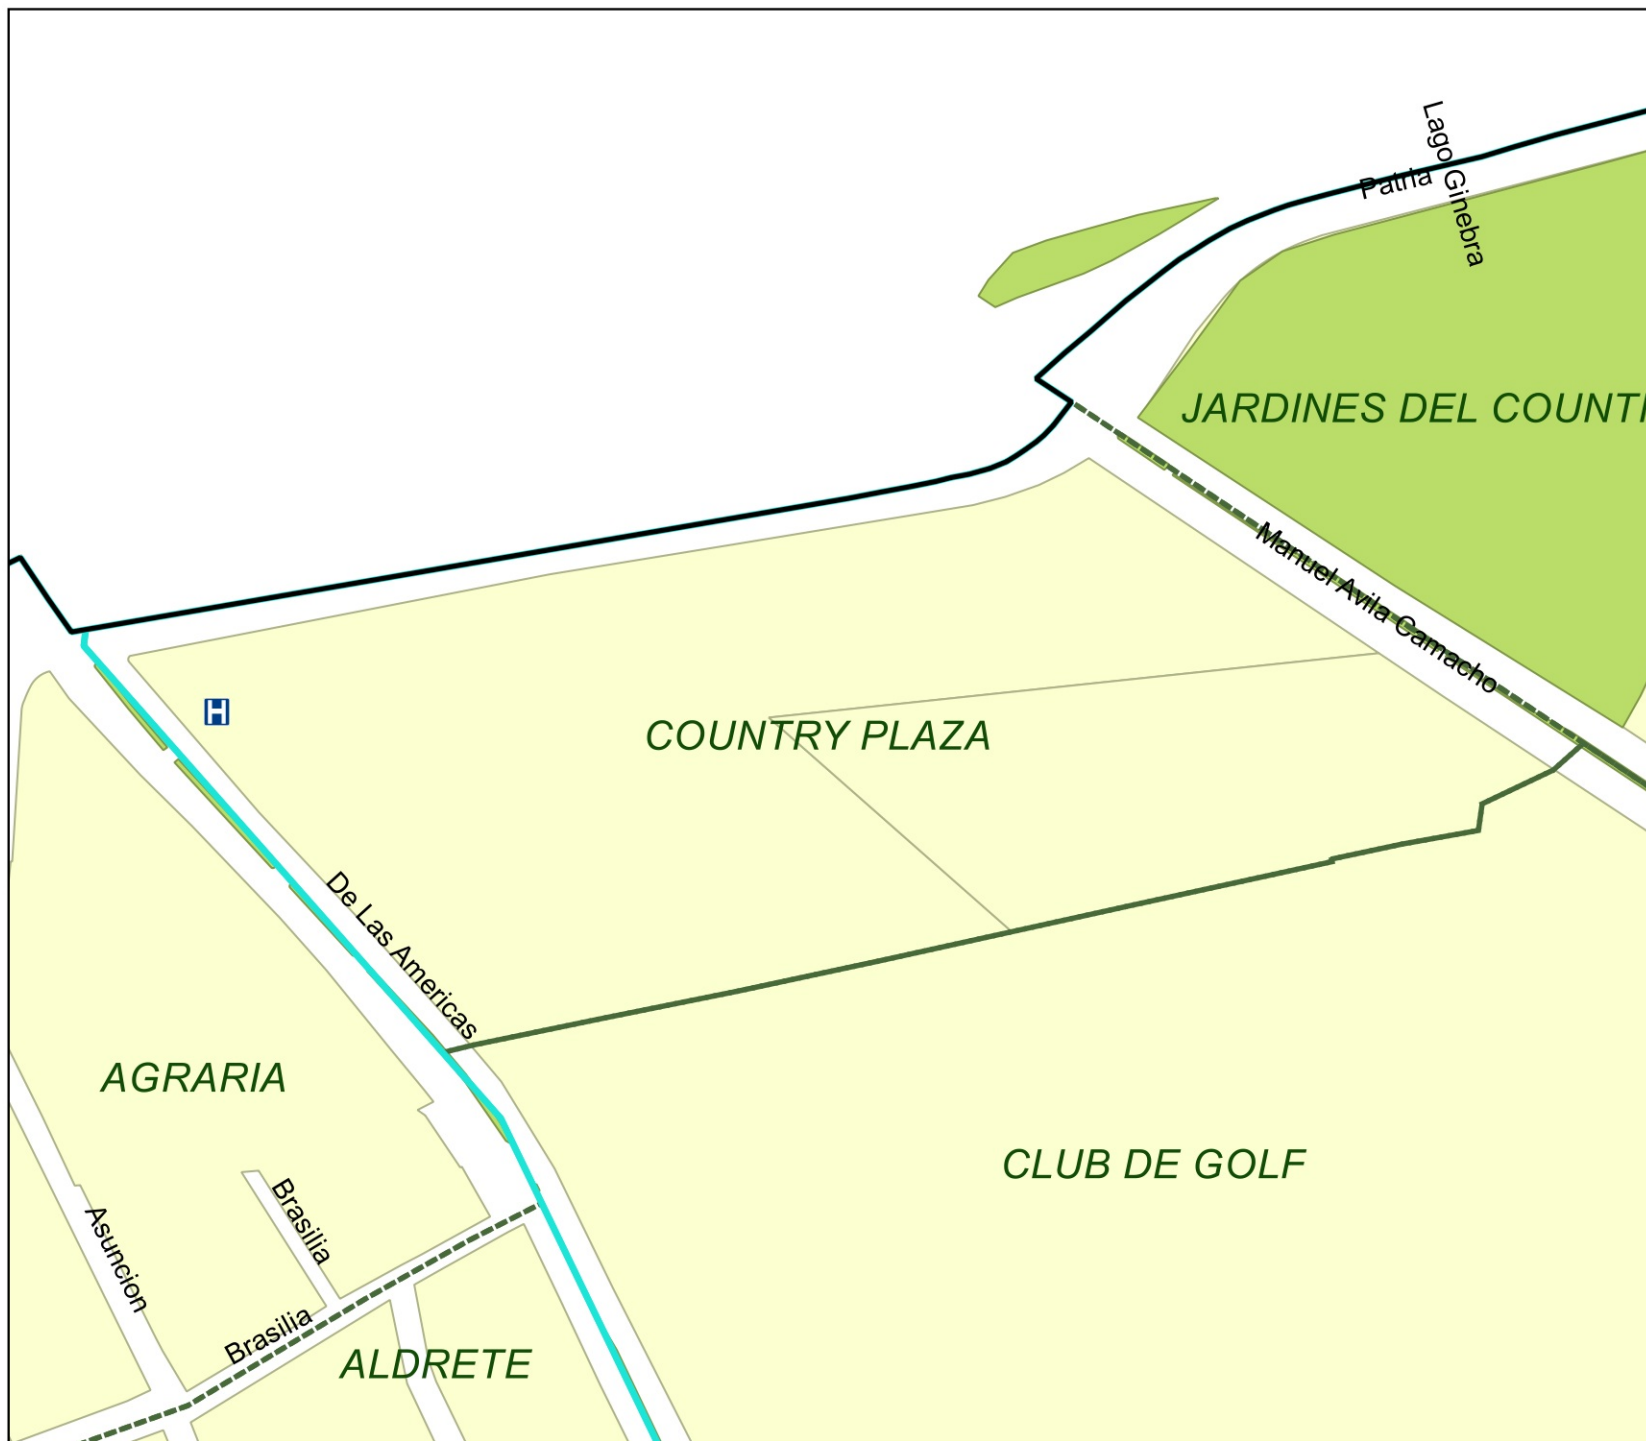 Lago Ginebra
Patria
JARDINES DEL COUNT
Manuel Avila Camacho
H
COUNTRY PLAZA
De Las Americas
AGRARIA
CLUB DE GOLF
Brasilia
Asuncion
Brasilia
ALDRETE